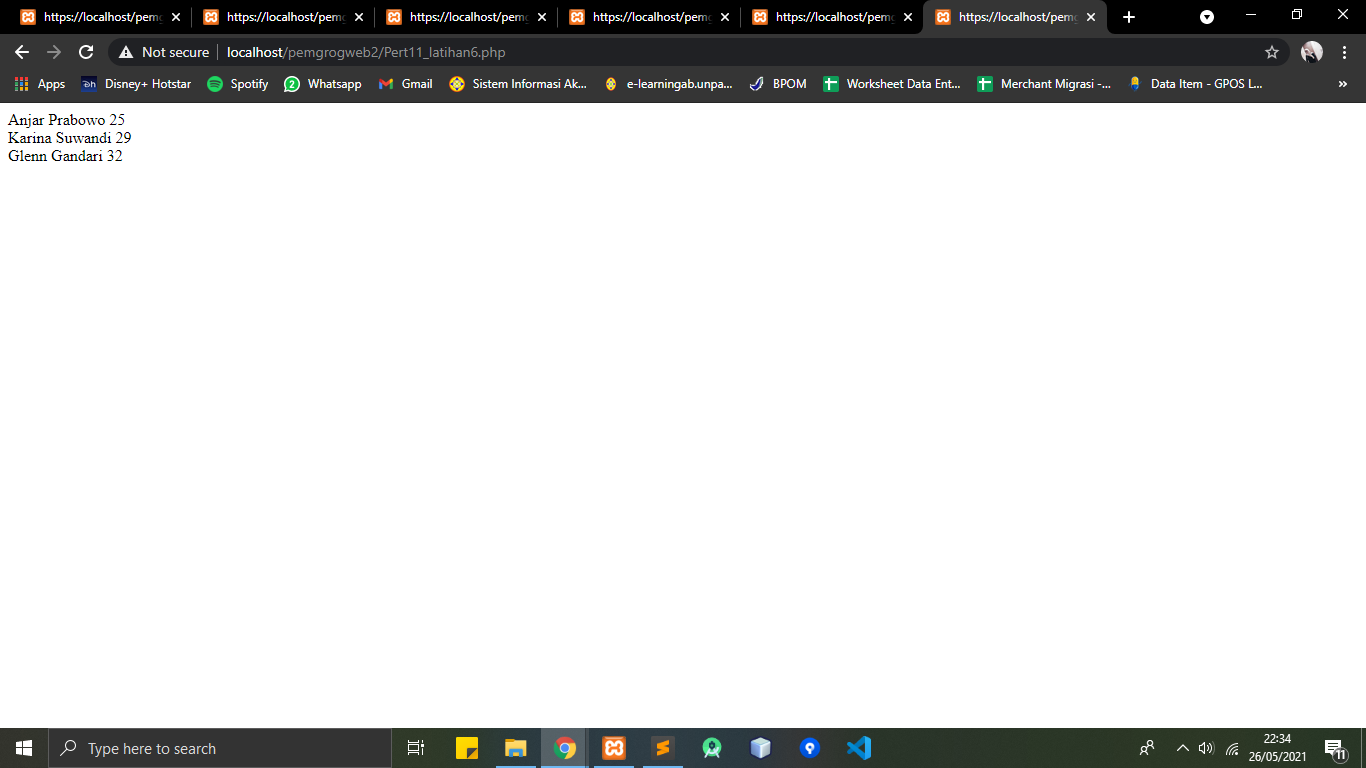 https://localhost/pemg https://localhost/pemg https://localhost/pemg https://localhost/pemg https://localhost/pemg https://localhost/pemg
Not secure localhost/pemgrogweb2/Pert11_latihan6.php
Apps Disney+ Hotstar Spotify 2 Whatsapp Gmail Sistem Informasi Ak... e-learningab.unpa... BPOM Worksheet Data Ent... Merchant Migrasi -... Data Item - GPOS L... »
Anjar Prabowo 25
Karina Suwandi 29
Glenn Gandari 32
Type here to search
22:34
26/05/2021
11